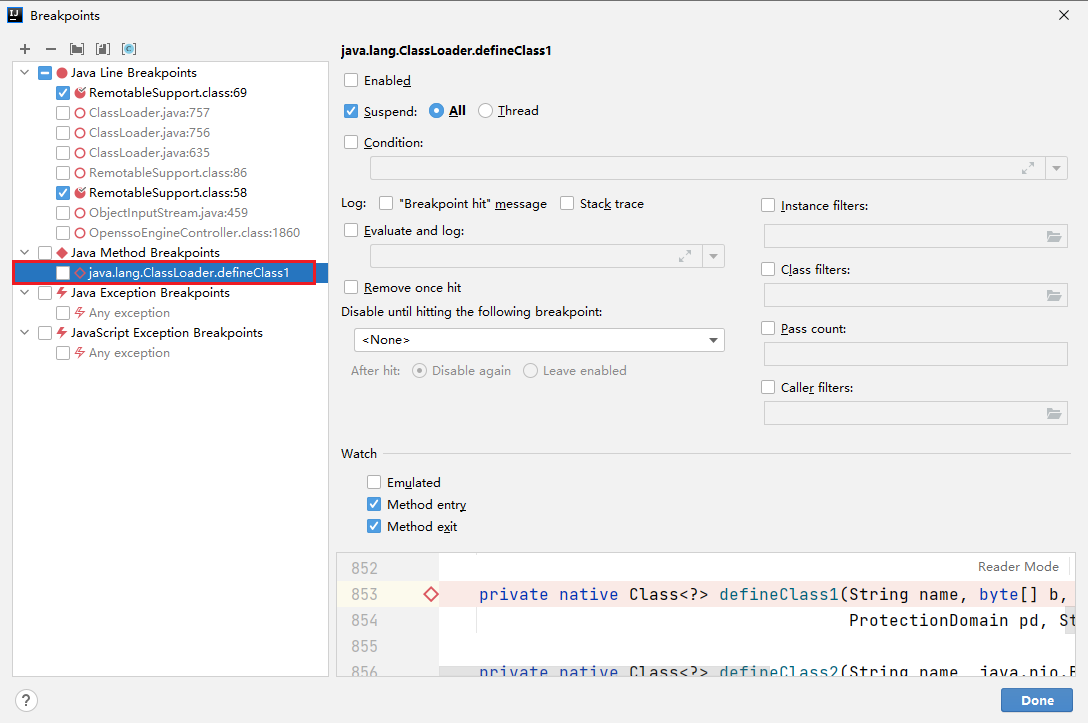 Breakpoints
Java Line Breakpoints
RemotableSupport.class:69
ClassLoader.java:757
ClassLoader.java:756
ClassLoader.java:635
RemotableSupport.class:86
RemotableSupport.class:58
ObjectInputStream.java:459
OpenssoEngineController.class:1860
Java Method Breakpoints
java.lang.ClassLoader.defineClass1
Java Exception Breakpoints
Any exception
JavaScript Exception Breakpoints
Any exception
java.lang.ClassLoader.defineClass1
Enabled
Suspend: All Thread
Condition:
Log: "Breakpoint hit" message Stack trace
Evaluate and log:
Remove once hit
Disable until hitting the following breakpoint:
<None>
After hit: Disable again Leave enabled
Instance filters:
Class filters:
Pass count:
Caller filters:
Watch
Emulated
Method entry
Method exit
Reader Mode
852
853 private native Class<?> defineClass1(String name, byte[] b,
854 ProtectionDomain pd, St
855
856 private native Class<?> defineClass2(String name, java.nio.B
?
Done